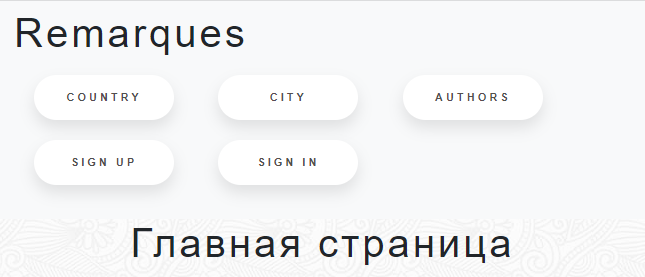 Remarques
COUNTRY CITY AUTHORS
SIGN UP SIGN IN
Главная страница